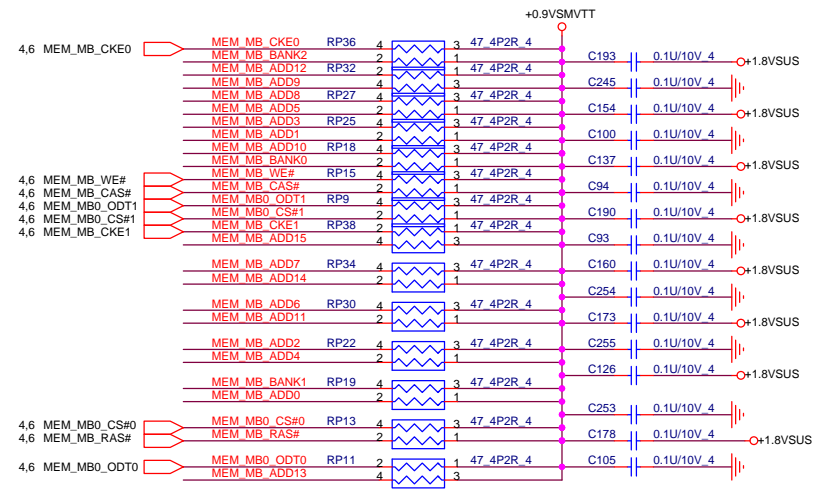 +0.9VSMVTT
4,6 MEM_MB_CKE0 MEM_MB_CKE0 RP36 4 3 47_4P2R_4
MEM_MB_BANK2 2 1 C193 0.1U/10V_4 +1.8VSUS
MEM_MB_ADD12 RP32 2 1 47_4P2R_4
MEM_MB_ADD9 4 3 C245 0.1U/10V_4
MEM_MB_ADD8 RP27 4 3 47_4P2R_4
MEM_MB_ADD5 2 1 C154 0.1U/10V_4 +1.8VSUS
MEM_MB_ADD3 RP25 4 3 47_4P2R_4
MEM_MB_ADD1 2 1 C100 0.1U/10V_4
MEM_MB_ADD10 RP18 4 3 47_4P2R_4
MEM_MB_BANK0 2 1 C137 0.1U/10V_4 +1.8VSUS
4,6 MEM_MB_WE# MEM_MB_WE# RP15 4 3 47_4P2R_4
4,6 MEM_MB_CAS# MEM_MB_CAS# 2 1 C94 0.1U/10V_4
4,6 MEM_MB0_ODT1 MEM_MB0_ODT1 RP9 4 3 47_4P2R_4
4,6 MEM_MB0_CS#1 MEM_MB0_CS#1 2 1 C190 0.1U/10V_4 +1.8VSUS
4,6 MEM_MB_CKE1 MEM_MB_CKE1 RP38 2 1 47_4P2R_4
MEM_MB_ADD15 4 3 C93 0.1U/10V_4
MEM_MB_ADD7 RP34 4 3 47_4P2R_4 C160 0.1U/10V_4 +1.8VSUS
MEM_MB_ADD14 2 1
C254 0.1U/10V_4
MEM_MB_ADD6 RP30 4 3 47_4P2R_4
MEM_MB_ADD11 2 1 C173 0.1U/10V_4 +1.8VSUS
MEM_MB_ADD2 RP22 4 3 47_4P2R_4 C255 0.1U/10V_4
MEM_MB_ADD4 2 1
C126 0.1U/10V_4 +1.8VSUS
MEM_MB_BANK1 RP19 4 3 47_4P2R_4
MEM_MB_ADD0 2 1
C253 0.1U/10V_4
4,6 MEM_MB0_CS#0 MEM_MB0_CS#0 RP13 4 3 47_4P2R_4
4,6 MEM_MB_RAS# MEM_MB_RAS# 2 1 C178 0.1U/10V_4 +1.8VSUS
4,6 MEM_MB0_ODT0 MEM_MB0_ODT0 RP11 2 1 47_4P2R_4 C105 0.1U/10V_4
MEM_MB_ADD13 4 3